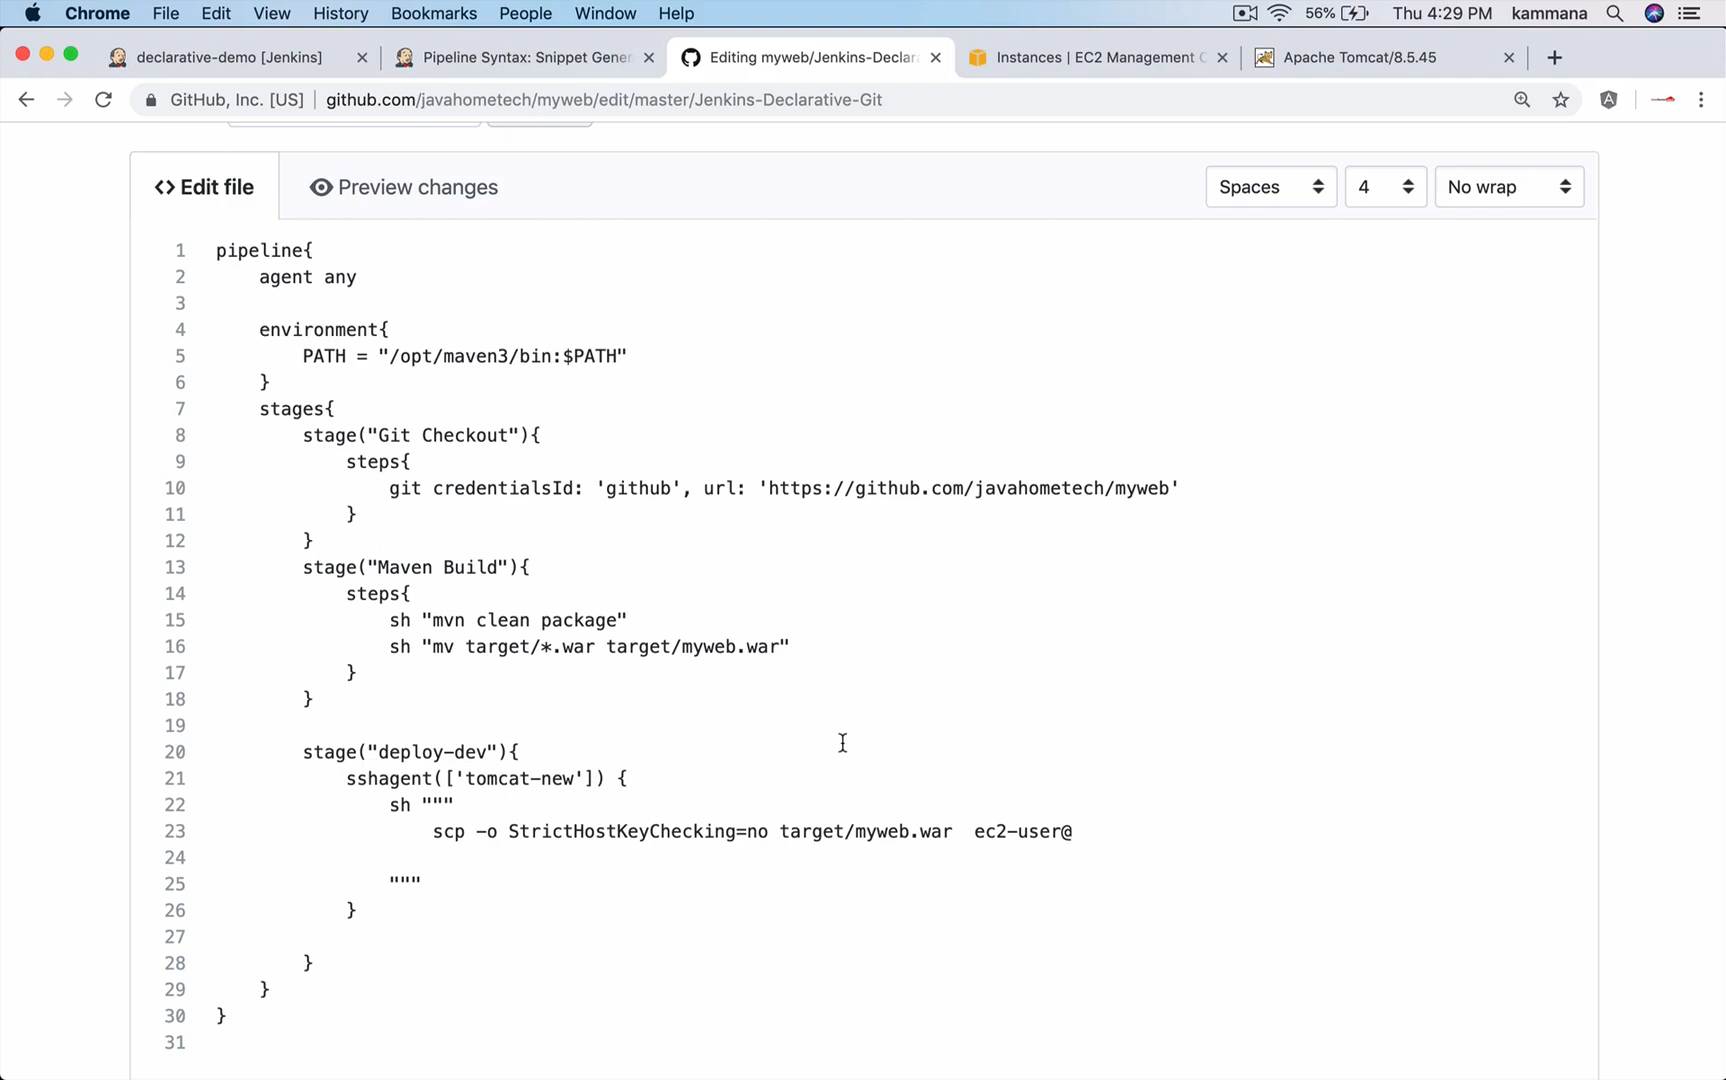 Chrome File Edit View History Bookmarks People Window Help 56% Thu 4:29 PM kammana
declarative-demo [Jenkins] Pipeline Syntax: Snippet Gener Editing myweb/Jenkins-Declara Instances | EC2 Management C Apache Tomcat/8.5.45
GitHub, Inc. [US] | github.com/javahometech/myweb/edit/master/Jenkins-Declarative-Git
<> Edit file Preview changes Spaces 4 No wrap
1 pipeline{
2 agent any
3
4 environment{
5 PATH = "/opt/maven3/bin:$PATH"
6 }
7 stages{
8 stage("Git Checkout"){
9 steps{
10 git credentialsId: 'github', url: 'https://github.com/javahometech/myweb'
11 }
12 }
13 stage("Maven Build"){
14 steps{
15 sh "mvn clean package"
16 sh "mv target/*.war target/myweb.war"
17 }
18 }
19
20 stage("deploy-dev"){
21 sshagent(['tomcat-new']) {
22 sh """
23 scp -o StrictHostKeyChecking=no target/myweb.war  ec2-user@
24
25 """
26 }
27
28 }
29 }
30 }
31